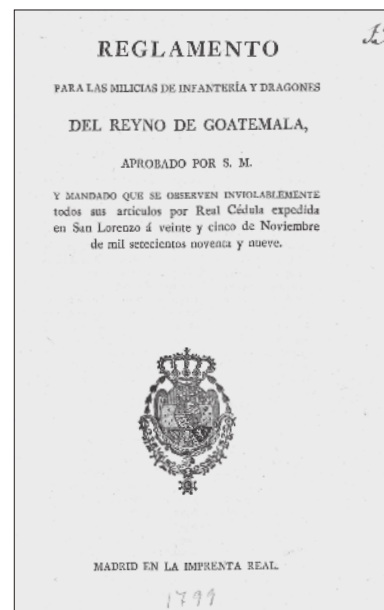 REGLAMENTO
PARA LAS MILICIAS DE INFANTERÍA Y DRAGONES
DEL REYNO DE GOATEMALA,
APROBADO POR S. M.
Y MANDADO QUE SE OBSERVEN INVIOLABLEMENTE
todos sus artículos por Real Cédula expedida
en San Lorenzo á veinte y cinco de Noviembre
de mil setecientos noventa y nueve.
MADRID EN LA IMPRENTA REAL.
1799